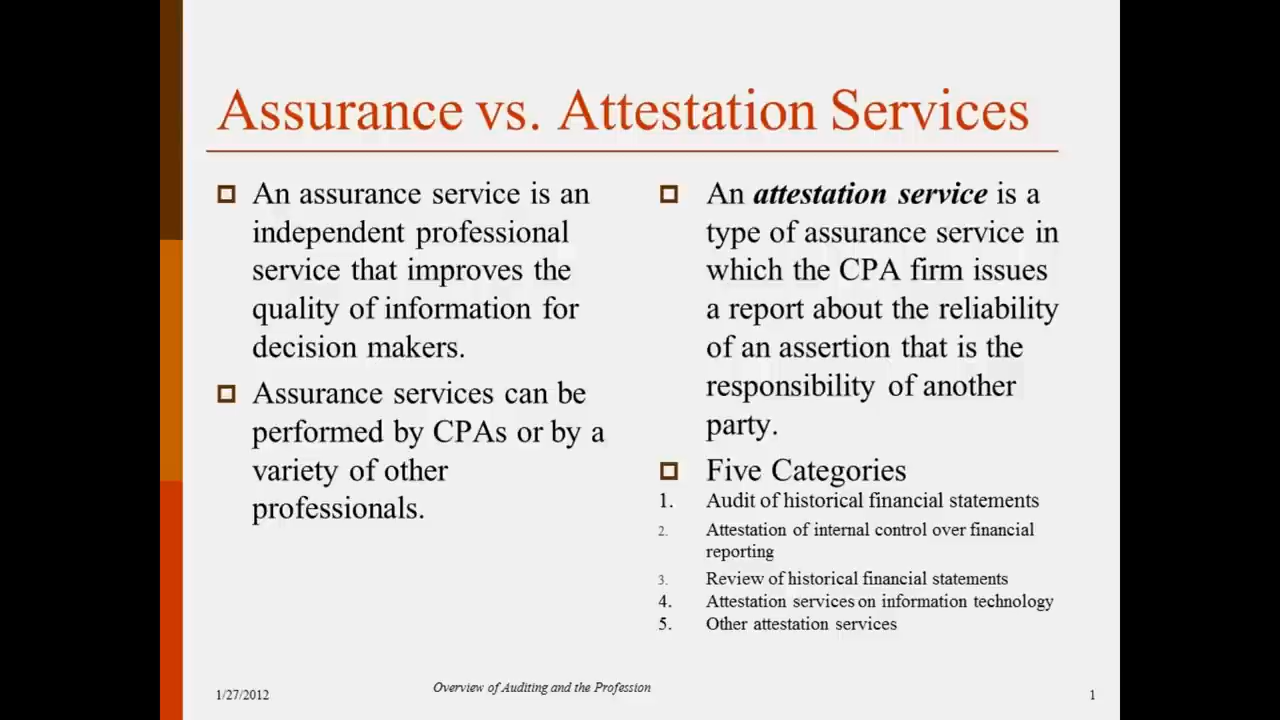 Assurance vs. Attestation Services
An assurance service is an
independent professional
service that improves the
quality of information for
decision makers.
Assurance services can be
performed by CPAs or by a
variety of other
professionals.
An attestation service is a
type of assurance service in
which the CPA firm issues
a report about the reliability
of an assertion that is the
responsibility of another
party.
Five Categories
1. Audit of historical financial statements
2. Attestation of internal control over financial
reporting
3. Review of historical financial statements
4. Attestation services on information technology
5. Other attestation services
1/27/2012
Overview of Auditing and the Profession
1